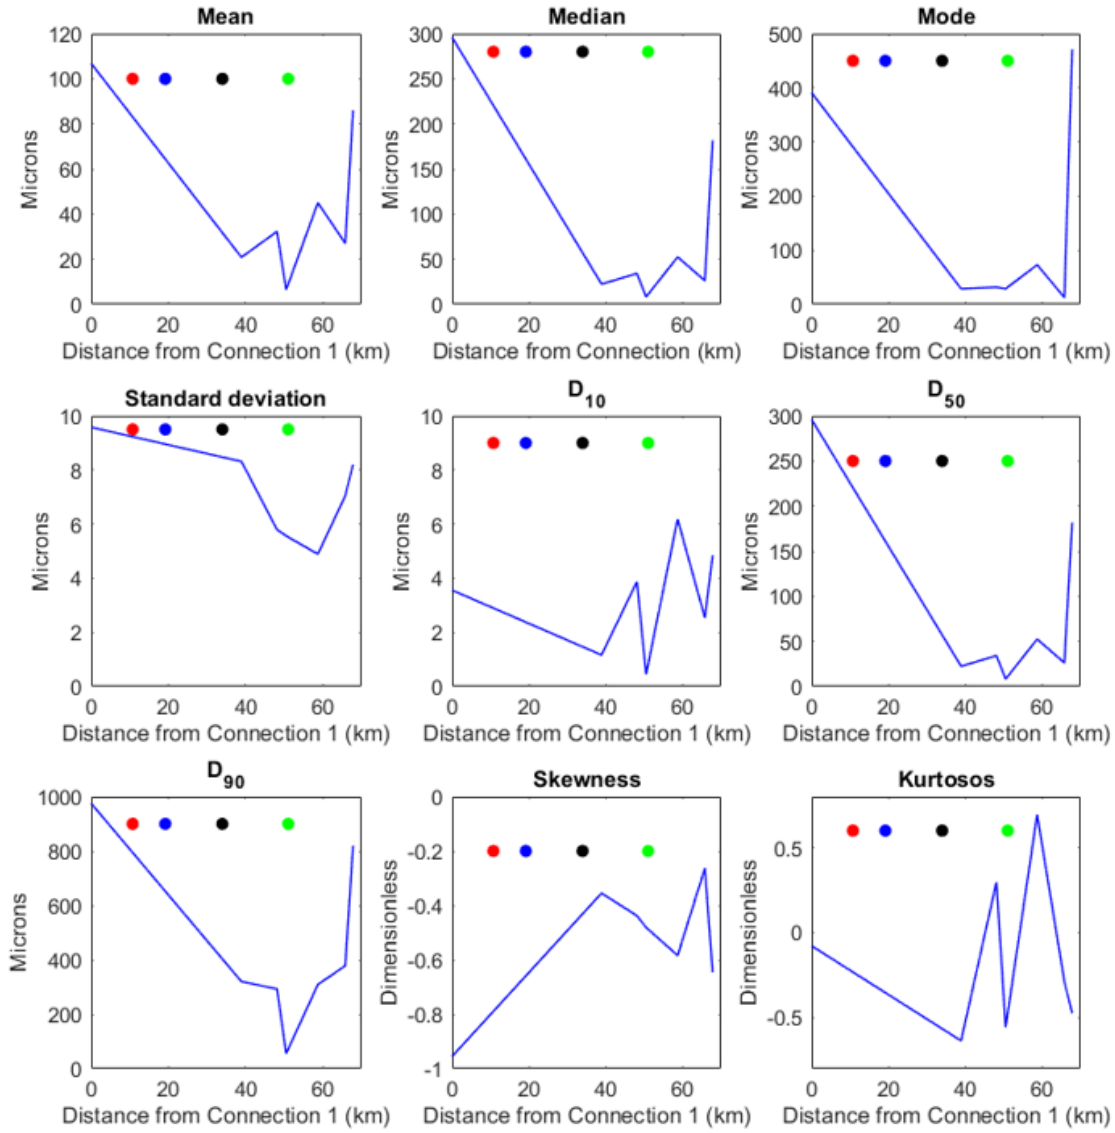 Mean
120
100
80
60
40
20
0
Microns
0 20 40 60
Distance from Connection 1 (km)
Median
300
250
200
150
100
50
0
Microns
0 20 40 60
Distance from Connection (km)
Mode
500
400
300
200
100
0
Microns
0 20 40 60
Distance from Connection 1 (km)
Standard deviation
10
8
6
4
2
0
Microns
0 20 40 60
Distance from Connection 1 (km)
D10
10
8
6
4
2
0
Microns
0 20 40 60
Distance from Connection 1 (km)
D50
300
250
200
150
100
50
0
Microns
0 20 40 60
Distance from Connection 1 (km)
D90
1000
800
600
400
200
0
Microns
0 20 40 60
Distance from Connection 1 (km)
Skewness
0
-0.2
-0.4
-0.6
-0.8
-1
Dimensionless
0 20 40 60
Distance from Connection 1 (km)
Kurtosos
0.5
0
-0.5
Dimensionless
0 20 40 60
Distance from Connection 1 (km)